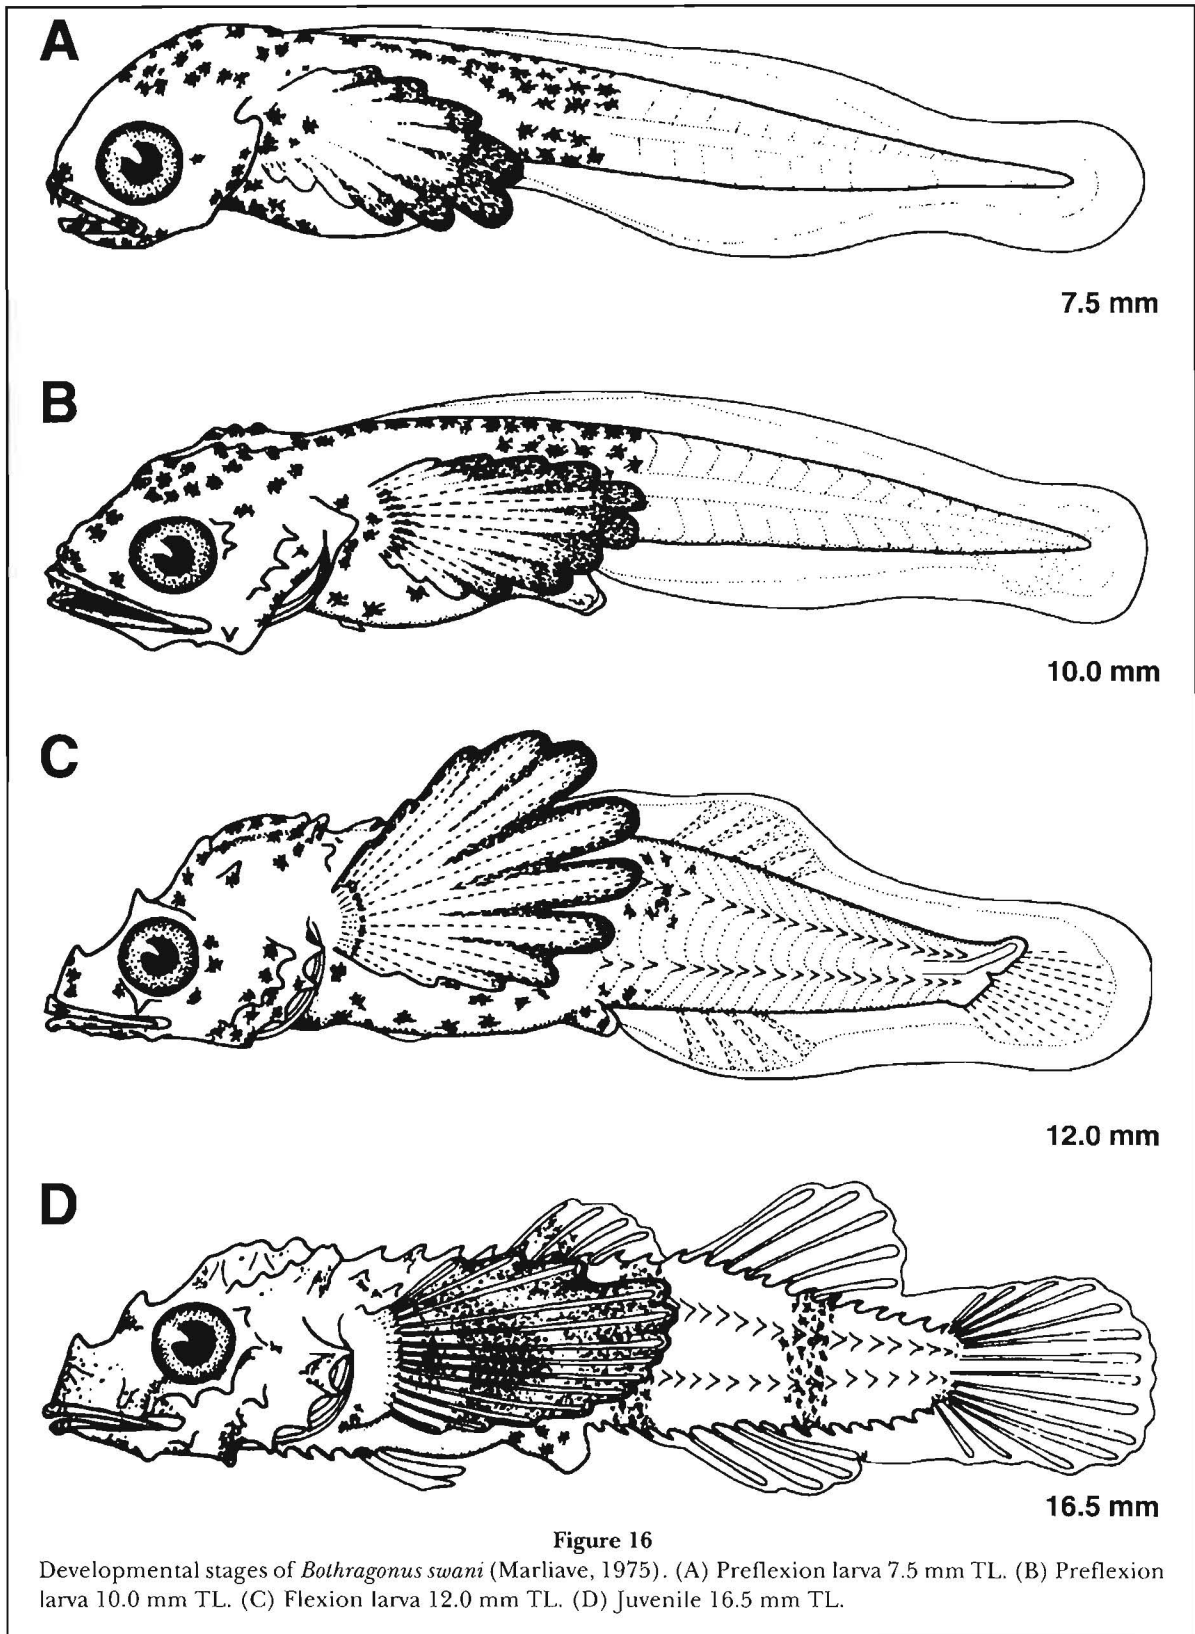 A
7.5 mm
B
10.0 mm
C
12.0 mm
D
16.5 mm
Figure 16
Developmental stages of Bothragonus swani (Marliave, 1975). (A) Preflexion larva 7.5 mm TL. (B) Preflexion
larva 10.0 mm TL. (C) Flexion larva 12.0 mm TL. (D) Juvenile 16.5 mm TL.